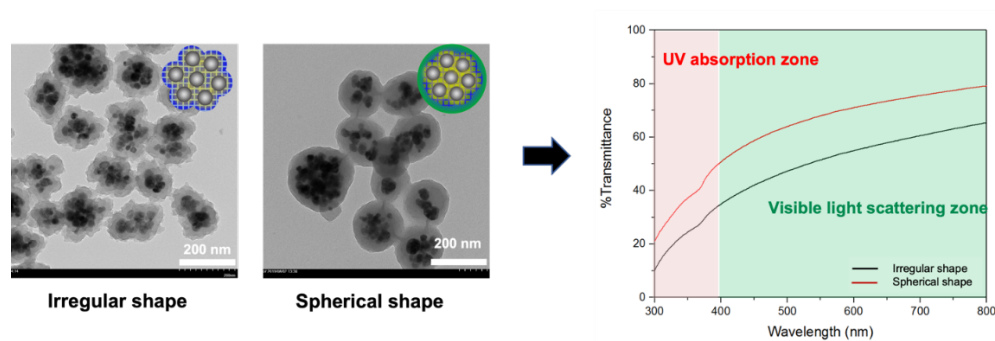 200 nm
Irregular shape
200 nm
Spherical shape
UV absorption zone
Visible light scattering zone
Irregular shape
Spherical shape
%Transmittance
100
80
60
40
20
0
300
400
500
600
700
800
Wavelength (nm)